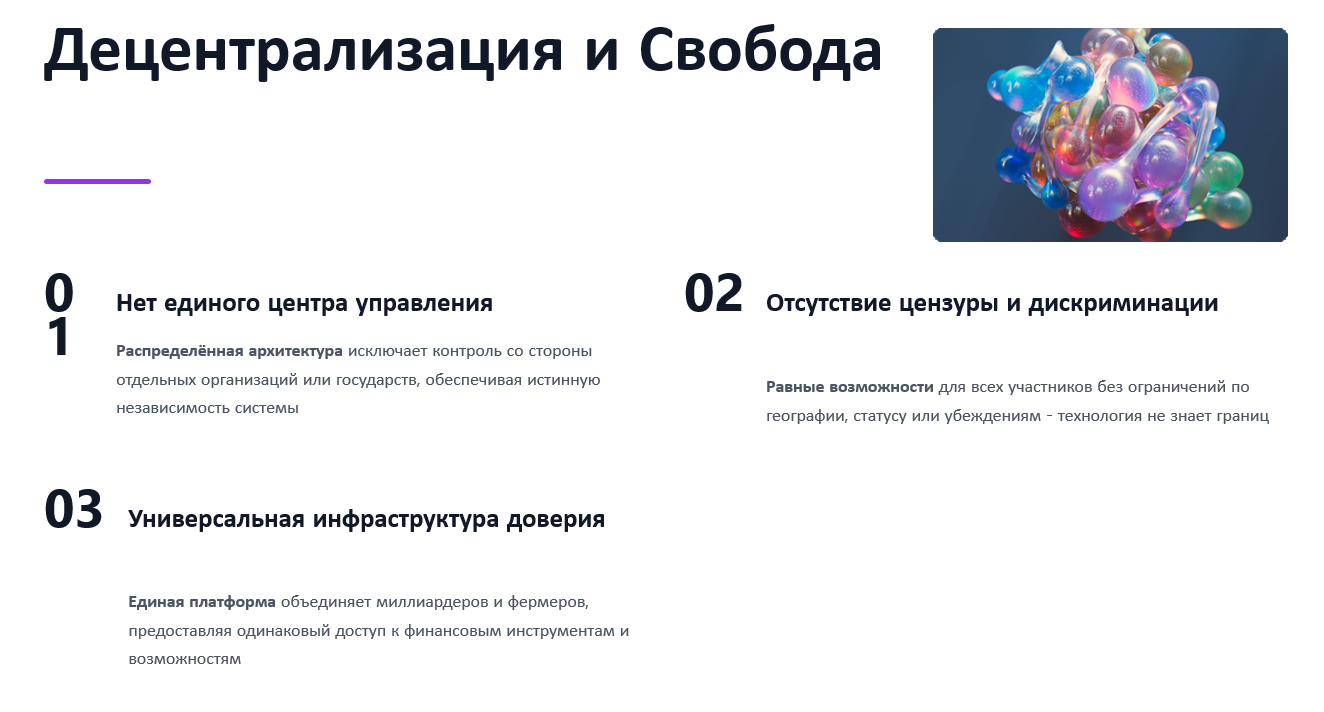 Децентрализация и Свобода
0
1
Нет единого центра управления
Распределённая архитектура исключает контроль со стороны
отдельных организаций или государств, обеспечивая истинную
независимость системы
02
Отсутствие цензуры и дискриминации
Равные возможности для всех участников без ограничений по
географии, статусу или убеждениям - технология не знает границ
03
Универсальная инфраструктура доверия
Единая платформа объединяет миллиардеров и фермеров,
предоставляя одинаковый доступ к финансовым инструментам и
возможностям